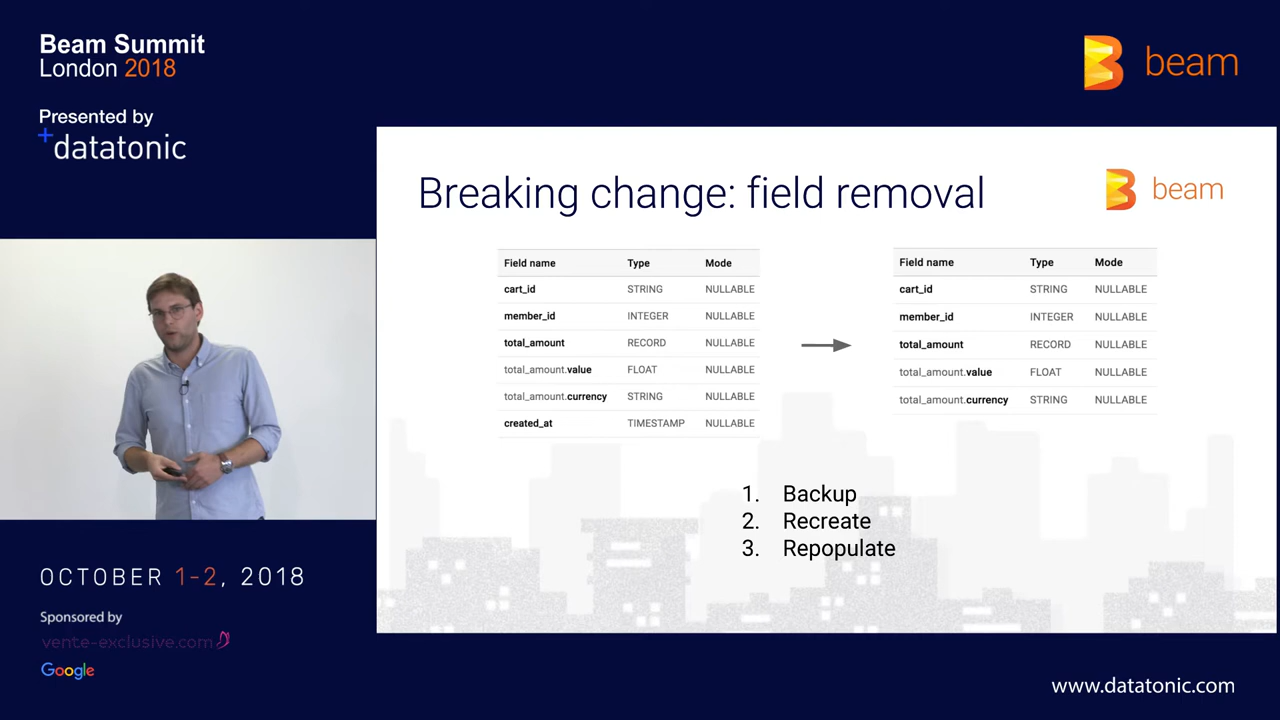 Beam Summit
London 2018
Presented by
+datatonic
beam
Breaking change: field removal
beam
Field name Type Mode
cart_id STRING NULLABLE
member_id INTEGER NULLABLE
total_amount RECORD NULLABLE
total_amount.value FLOAT NULLABLE
total_amount.currency STRING NULLABLE
created_at TIMESTAMP NULLABLE
Field name Type Mode
cart_id STRING NULLABLE
member_id INTEGER NULLABLE
total_amount RECORD NULLABLE
total_amount.value FLOAT NULLABLE
total_amount.currency STRING NULLABLE
1. Backup
2. Recreate
3. Repopulate
OCTOBER 1-2, 2018
Sponsored by
vente-exclusive.com
Google
www.datatonic.com